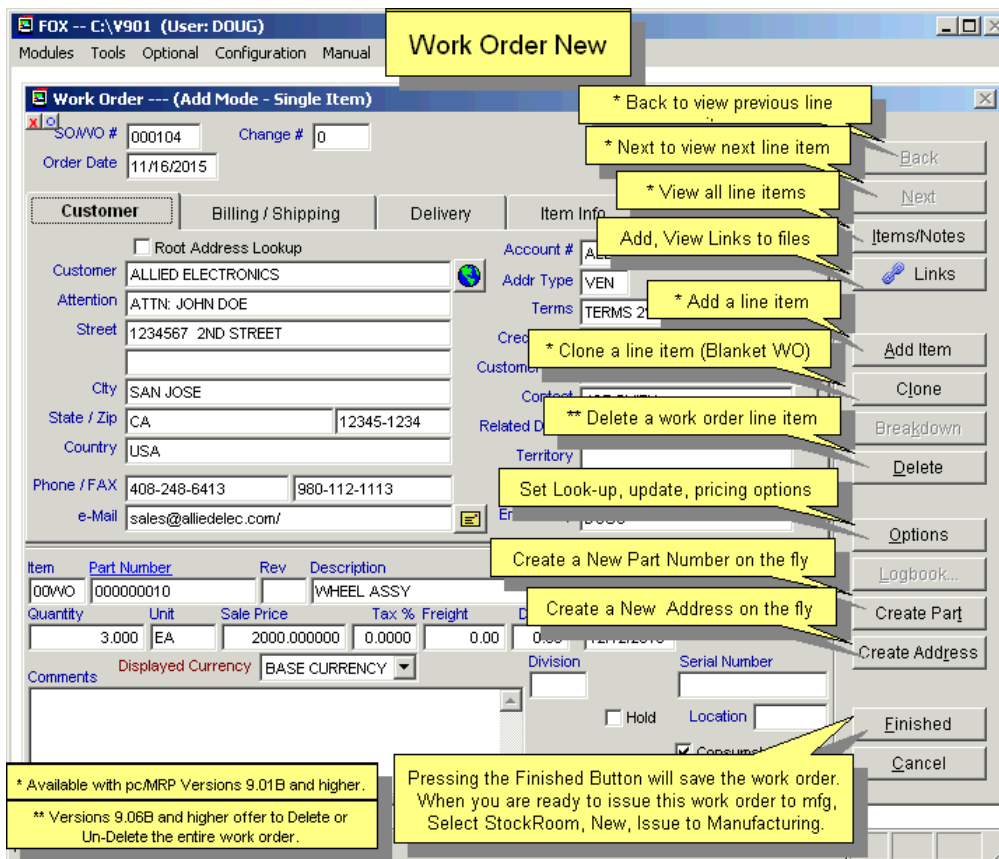 FOX -- C:\V901 (User: DOUG)
Work Order New
Modules Tools Optional Configuration Manual
Work Order --- (Add Mode - Single Item)
* Back to view previous line
SO/WO # 000104 Change # 0
Order Date 11/16/2015
* Next to view next line item
Back
Next
* View all line items
Customer Billing / Shipping Delivery Item Info
Items/Notes
Root Address Lookup
Account #
Add, View Links to files
Links
Customer ALLIED ELECTRONICS
Addr Type VEN
Attention ATTN: JOHN DOE
Terms TERMS
* Add a line item
Street 1234567 2ND STREET
* Clone a line item (Blanket WO)
Add Item
Customer
City SAN JOSE
Clone
State / Zip CA 12345-1234
** Delete a work order line item
Breakdown
Country USA
Territory
Delete
Phone / FAX 408-248-6413 980-112-1113
Set Look-up, update, pricing options
e-Mail sales@alliedelec.com/
Options
Create a New Part Number on the fly
Item Part Number Rev Description
Logbook...
00WO 000000010 WHEEL ASSY
Create a New Address on the fly
Create Part
Quantity Unit Sale Price Tax % Freight
3.000 EA 2000.000000 0.0000 0.00
Create Address
Displayed Currency BASE CURRENCY
Division Serial Number
Comments
Hold Location
Finished
Cancel
* Available with pc/MRP Versions 9.01B and higher.
** Versions 9.06B and higher offer to Delete or
Un-Delete the entire work order.
Pressing the Finished Button will save the work order.
When you are ready to issue this work order to mfg,
Select StockRoom, New, Issue to Manufacturing.